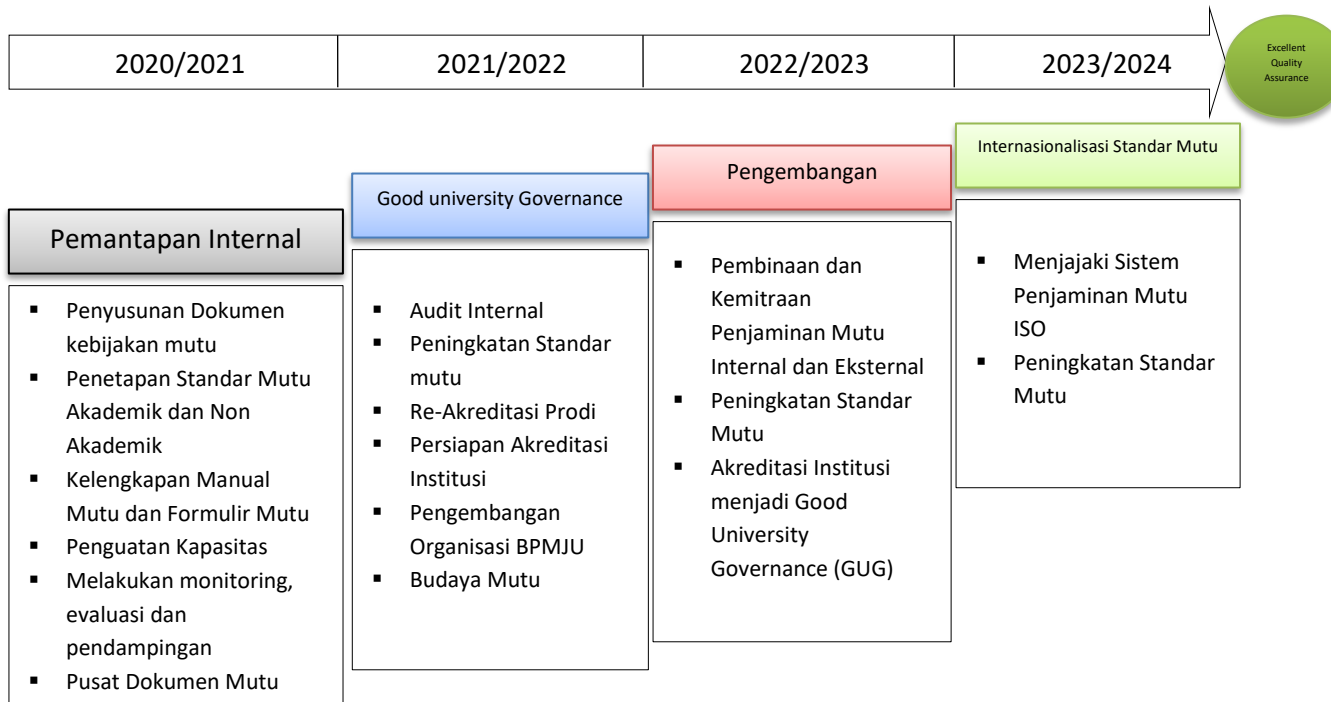 2020/2021
2021/2022
2022/2023
2023/2024
Excellent
Quality
Assurance
Pemantapan Internal
▪ Penyusunan Dokumen
kebijakan mutu
▪ Penetapan Standar Mutu
Akademik dan Non
Akademik
▪ Kelengkapan Manual
Mutu dan Formulir Mutu
▪ Penguatan Kapasitas
▪ Melakukan monitoring,
evaluasi dan
pendampingan
▪ Pusat Dokumen Mutu
Good university Governance
▪ Audit Internal
▪ Peningkatan Standar
mutu
▪ Re-Akreditasi Prodi
▪ Persiapan Akreditasi
Institusi
▪ Pengembangan
Organisasi BPMJU
▪ Budaya Mutu
Pengembangan
▪ Pembinaan dan
Kemitraan
Penjaminan Mutu
Internal dan Eksternal
▪ Peningkatan Standar
Mutu
▪ Akreditasi Institusi
menjadi Good
University
Governance (GUG)
Internasionalisasi Standar Mutu
▪ Menjajaki Sistem
Penjaminan Mutu
ISO
▪ Peningkatan Standar
Mutu